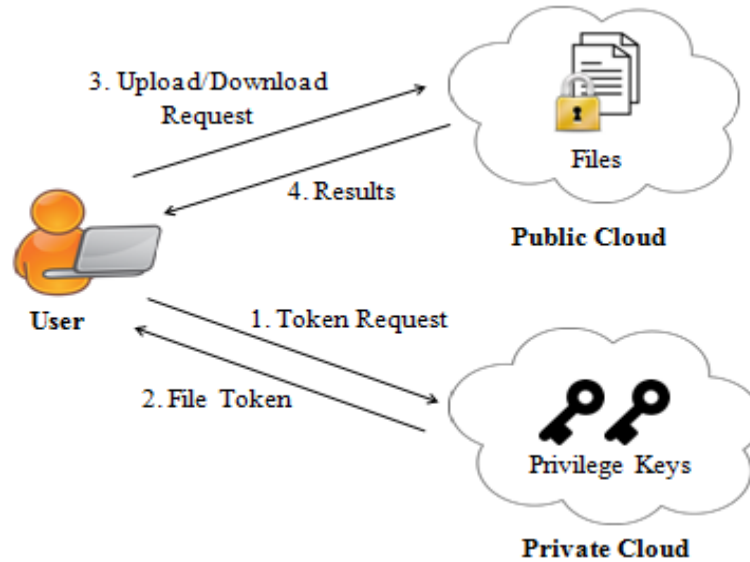 3. Upload/Download
Request
Files
4. Results
Public Cloud
User
1. Token Request
2. File Token
Privilege Keys
Private Cloud